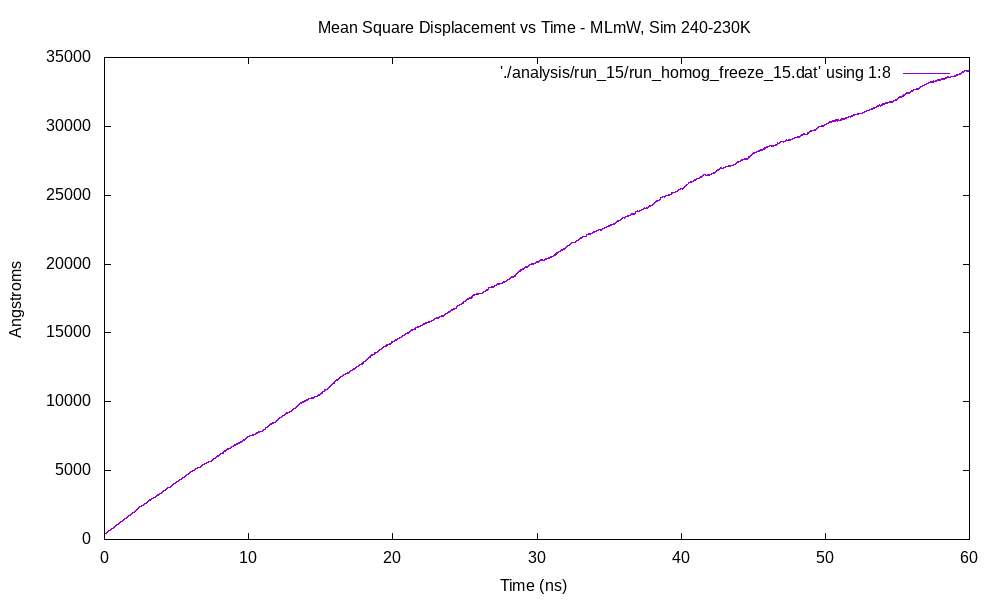 Mean Square Displacement vs Time - MLmW, Sim 240-230K
35000
'./analysis/run_15/run_homog_freeze_15.dat' using 1:8
30000
25000
20000
Angstroms
15000
10000
5000
0
0 10 20 30 40 50 60
Time (ns)